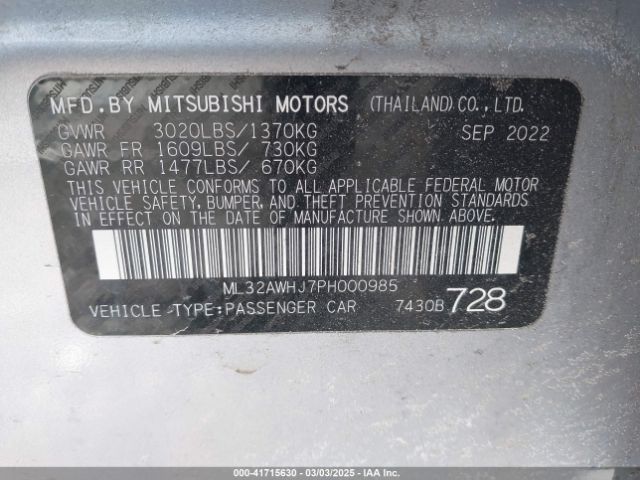 MFD.BY MITSUBISHI MOTORS (THAILAND)CO.,LTD.
GVWR 3020LBS/1370KG SEP 2022
GAWR FR 1609LBS/ 730KG
GAWR RR 1477LBS/ 670KG
THIS VEHICLE CONFORMS TO ALL APPLICABLE FEDERAL MOTOR
VEHICLE SAFETY, BUMPER, AND THEFT PREVENTION STANDARDS
IN EFFECT ON THE DATE OF MANUFACTURE SHOWN ABOVE.
ML32AWHJ7PH000985
VEHICLE TYPE:PASSENGER CAR 7430B 728
000-41715630 - 03/03/2025 - IAA Inc.